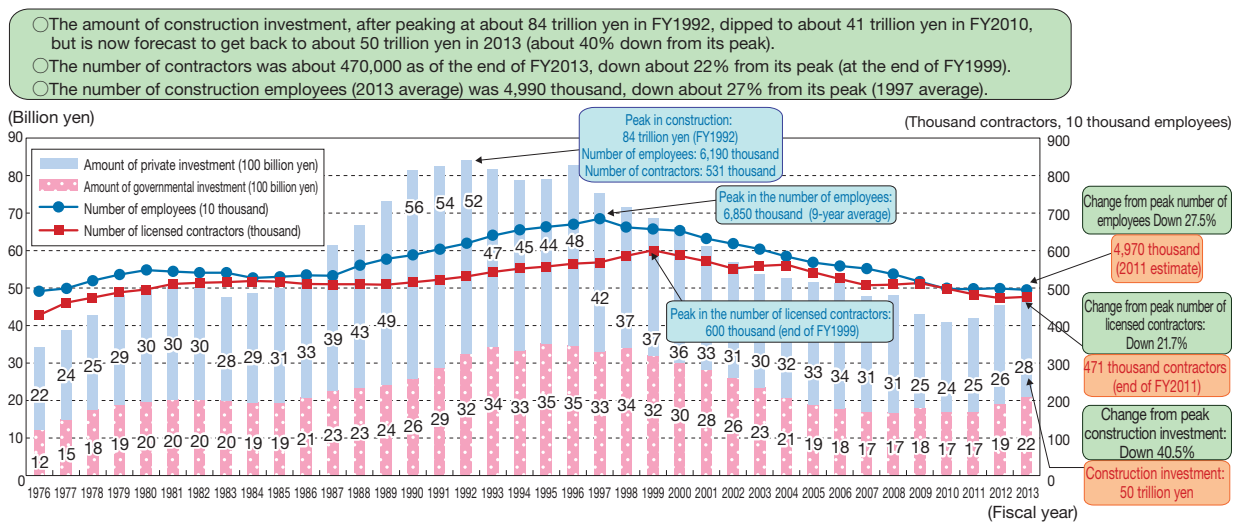 ○The amount of construction investment, after peaking at about 84 trillion yen in FY1992, dipped to about 41 trillion yen in FY2010,
but is now forecast to get back to about 50 trillion yen in 2013 (about 40% down from its peak).
○The number of contractors was about 470,000 as of the end of FY2013, down about 22% from its peak (at the end of FY1999).
○The number of construction employees (2013 average) was 4,990 thousand, down about 27% from its peak (1997 average).
(Billion yen)
(Thousand contractors, 10 thousand employees)
90
80
70
60
50
40
30
20
10
0
Amount of private investment (100 billion yen)
Amount of governmental investment (100 billion yen)
Number of employees (10 thousand)
Number of licensed contractors (thousand)
Peak in construction:
84 trillion yen (FY1992)
Number of employees: 6,190 thousand
Number of contractors: 531 thousand
Peak in the number of employees:
6,850 thousand (9-year average)
Peak in the number of licensed contractors:
600 thousand (end of FY1999)
22 24 25 29 30 30 30 28 29 31 33 39 43 49 56 54 52 47 45 44 48 42 37 37 36 33 31 30 32 33 34 31 31 25 24 25 26 28
12 15 18 19 20 20 20 20 19 19 21 23 23 24 26 29 32 34 33 35 35 33 34 32 30 28 26 23 21 19 18 17 17 18 17 17 19 22
900
800
700
600
500
400
300
200
100
0
Change from peak number of
employees Down 27.5%
4,970 thousand
(2011 estimate)
Change from peak number of
licensed contractors:
Down 21.7%
471 thousand contractors
(end of FY2011)
Change from peak
construction investment:
Down 40.5%
Construction investment:
50 trillion yen
1976 1977 1978 1979 1980 1981 1982 1983 1984 1985 1986 1987 1988 1989 1990 1991 1992 1993 1994 1995 1996 1997 1998 1999 2000 2001 2002 2003 2004 2005 2006 2007 2008 2009 2010 2011 2012 2013
(Fiscal year)